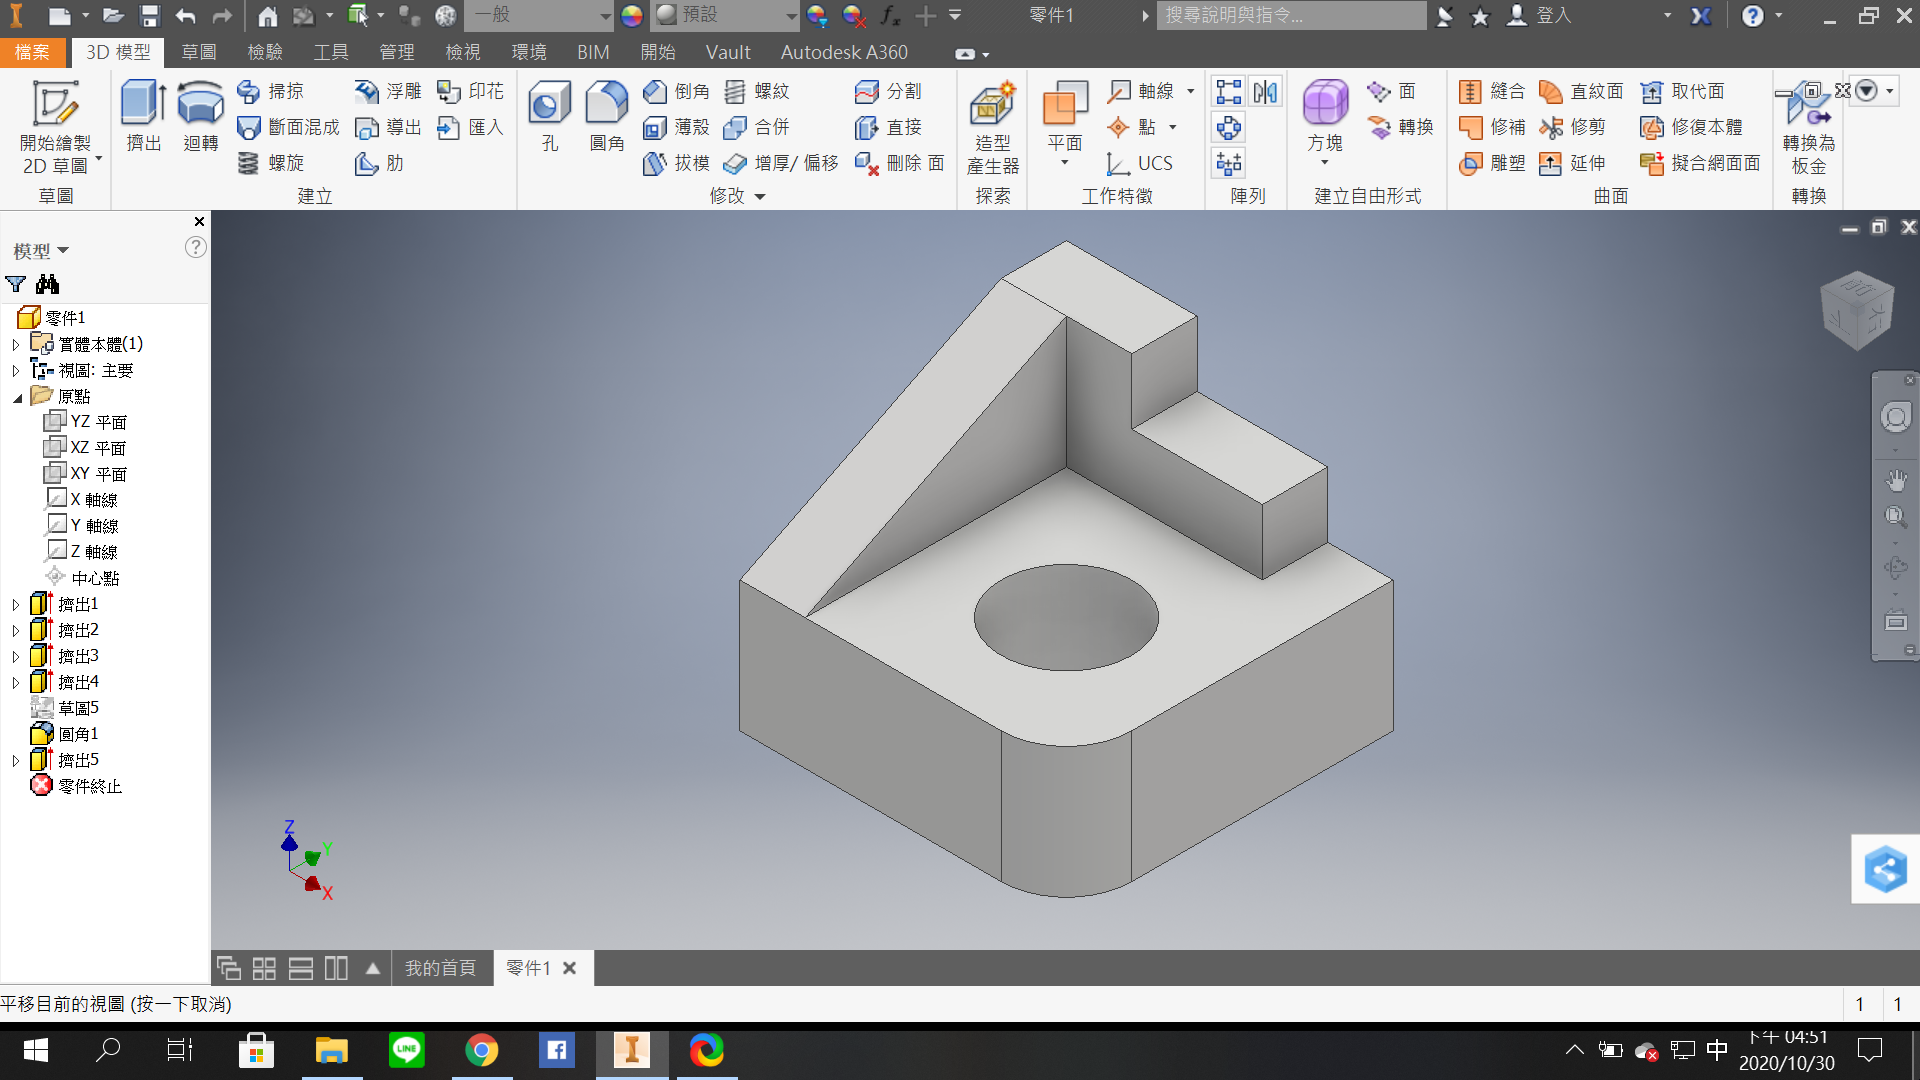 一般
預設
fx
零件1
搜尋說明與指令...
登入
檔案
3D 模型
草圖
檢驗
工具
管理
檢視
環境
BIM
開始
Vault
Autodesk A360
開始繪製
2D 草圖
草圖
擠出
迴轉
掃掠
斷面混成
螺旋
浮雕
導出
肋
印花
匯入
建立
孔
圓角
倒角
薄殼
拔模
螺紋
合併
增厚/ 偏移
分割
直接
刪除 面
修改
造型
產生器
探索
平面
軸線
點
UCS
工作特徵
陣列
方塊
面
轉換
建立自由形式
縫合
修補
雕塑
直紋面
修剪
延伸
取代面
修復本體
擬合網面面
曲面
轉換為
板金
轉換
模型
零件1
實體本體(1)
視圖: 主要
原點
YZ 平面
XZ 平面
XY 平面
X 軸線
Y 軸線
Z 軸線
中心點
擠出1
擠出2
擠出3
擠出4
草圖5
圓角1
擠出5
零件終止
Z
Y
X
我的首頁
零件1
平移目前的視圖 (按一下取消)
1
1
LINE
中
下午 04:51
2020/10/30